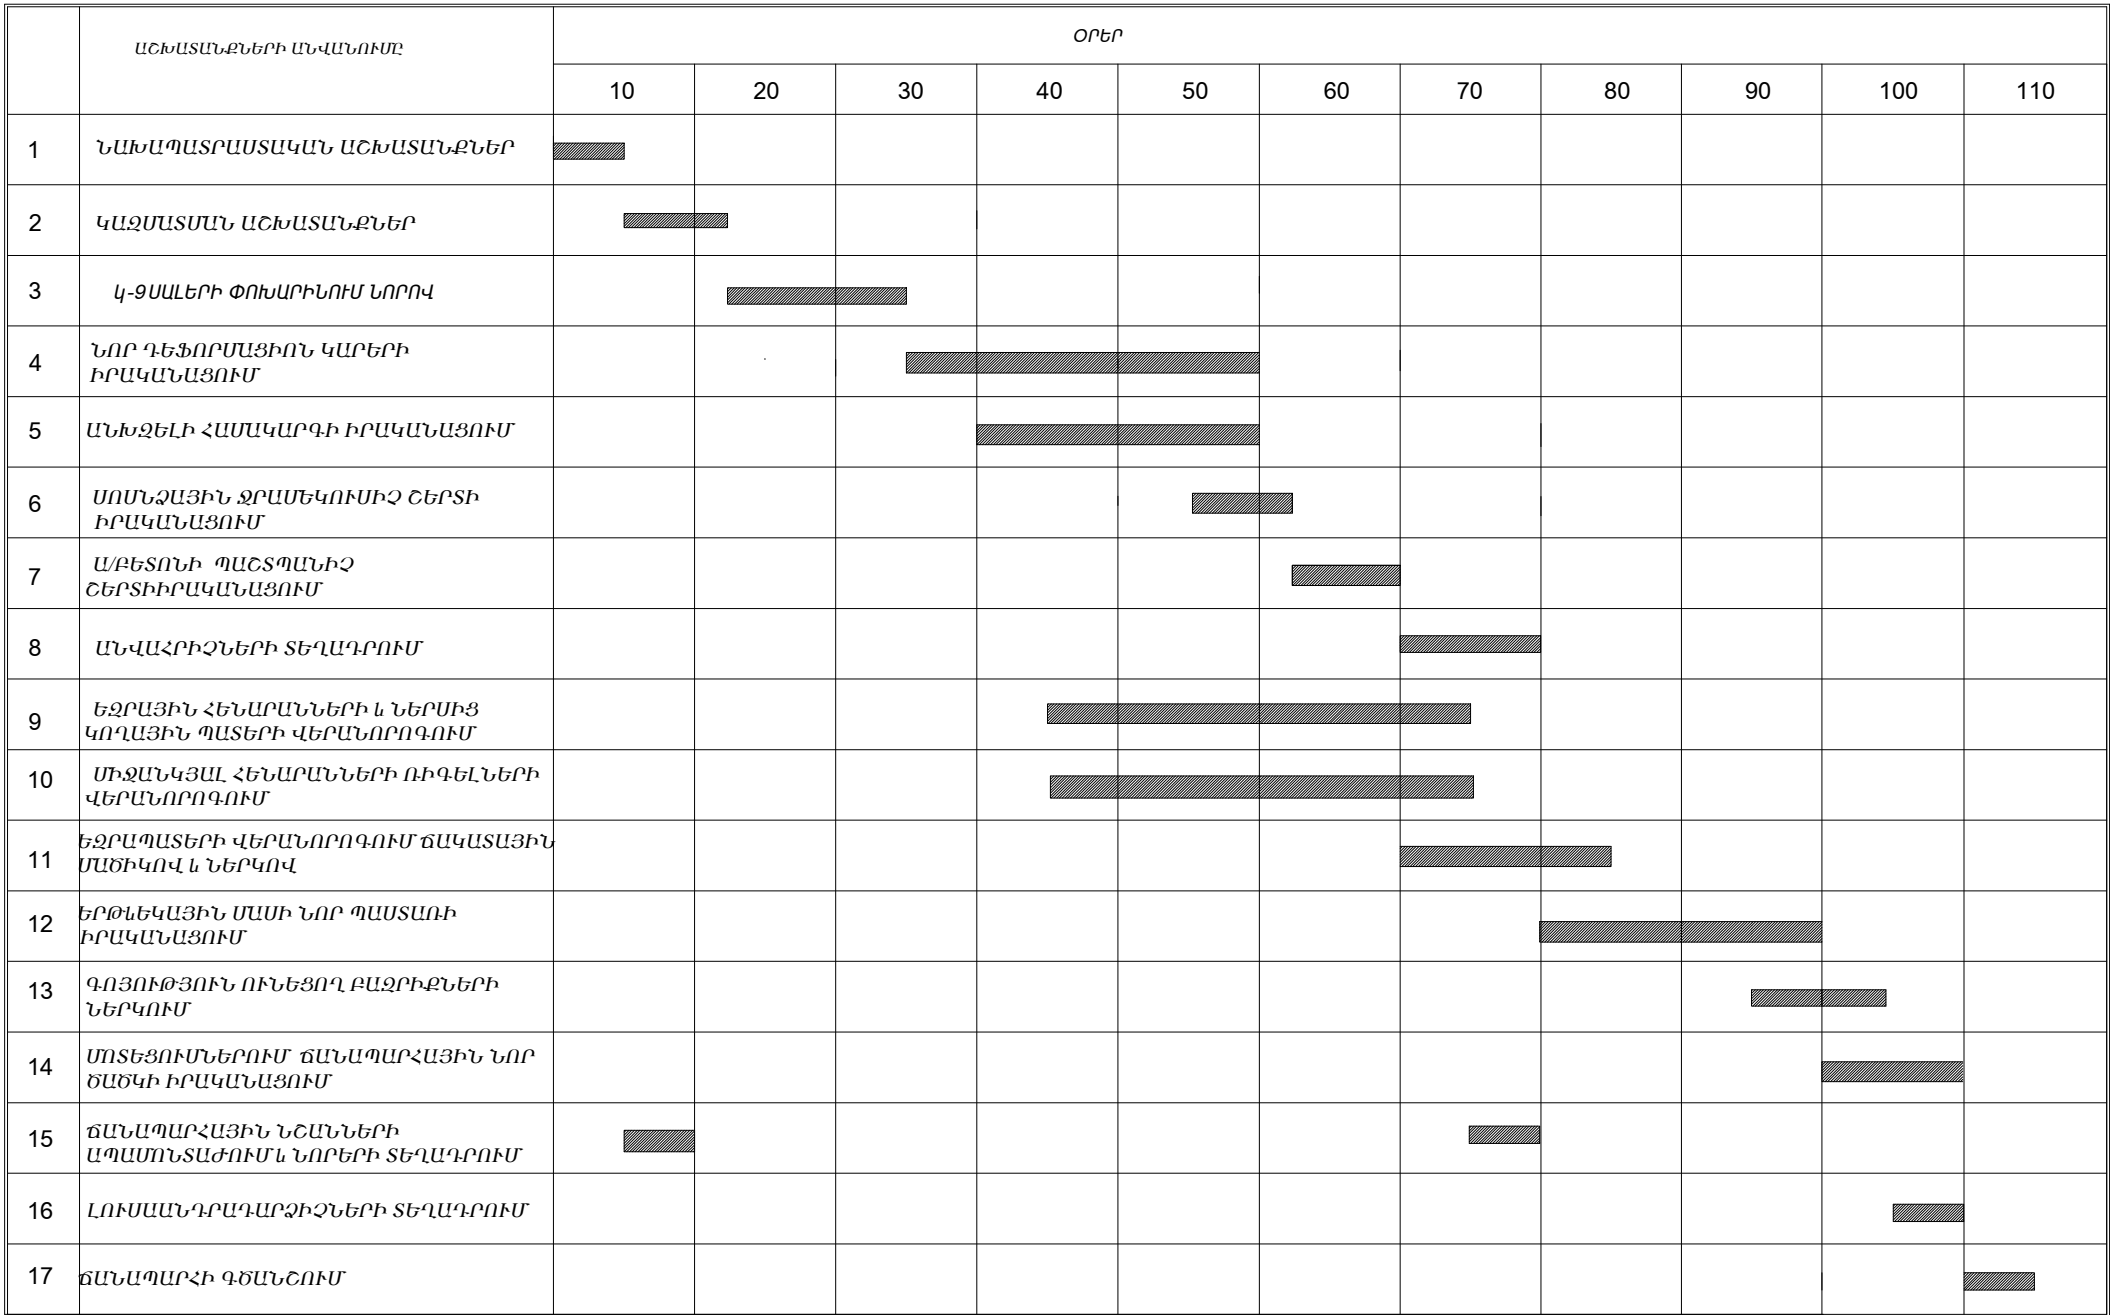 ԱՇԽԱՏԱՆՔՆԵՐԻ ԱՆՎԱՆՈՒՄԸ
ՕՐԵՐ
10 20 30 40 50 60 70 80 90 100 110
1 ՆԱԽԱՊԱՏՐԱՍՏԱԿԱՆ ԱՇԽԱՏԱՆՔՆԵՐ
2 ԿԱԶՄԱՏՄԱՆ ԱՇԽԱՏԱՆՔՆԵՐ
3 Կ-9 ՍԱԼԵՐԻ ՓՈԽԱՐԻՆՈՒՄ ՆՈՐՈՎ
4 ՆՈՐ ԴԵՖՈՐՄԱՑԻՈՆ ԿԱՐԵՐԻ
ԻՐԱԿԱՆԱՑՈՒՄ
5 ԱՆԽԶԵԼԻ ՀԱՄԱԿԱՐԳԻ ԻՐԱԿԱՆԱՑՈՒՄ
6 ՍՈՍՆՁԱՅԻՆ ՋՐԱՄԵԿՈՒՍԻՉ ՇԵՐՏԻ
ԻՐԱԿԱՆԱՑՈՒՄ
7 Ա/ԲԵՏՈՆԻ ՊԱՇՏՊԱՆԻՉ
ՇԵՐՏԻԻՐԱԿԱՆԱՑՈՒՄ
8 ԱՆՎԱՀՐԻՉՆԵՐԻ ՏԵՂԱԴՐՈՒՄ
9 ԵԶՐԱՅԻՆ ՀԵՆԱՐԱՆՆԵՐԻ և ՆԵՐՍԻՑ
ԿՈՂԱՅԻՆ ՊԱՏԵՐԻ ՎԵՐԱՆՈՐՈԳՈՒՄ
10 ՄԻՋԱՆԿՅԱԼ ՀԵՆԱՐԱՆՆԵՐԻ ՌԻԳԵԼՆԵՐԻ
ՎԵՐԱՆՈՐՈԳՈՒՄ
11 ԵԶՐԱՊԱՏԵՐԻ ՎԵՐԱՆՈՐՈԳՈՒՄ ՃԱԿԱՏԱՅԻՆ
ՄԱԾԻԿՈՎ և ՆԵՐԿՈՎ
12 ԵՐԹևԵԿԱՅԻՆ ՄԱՍԻ ՆՈՐ ՊԱՍՏԱՌԻ
ԻՐԱԿԱՆԱՑՈՒՄ
13 ԳՈՅՈՒԹՅՈՒՆ ՈՒՆԵՑՈՂ ԲԱԶՐԻՔՆԵՐԻ
ՆԵՐԿՈՒՄ
14 ՄՈՏԵՑՈՒՄՆԵՐՈՒՄ ՃԱՆԱՊԱՐՀԱՅԻՆ ՆՈՐ
ԾԱԾԿԻ ԻՐԱԿԱՆԱՑՈՒՄ
15 ՃԱՆԱՊԱՐՀԱՅԻՆ ՆՇԱՆՆԵՐԻ
ԱՊԱՄՈՆՏԱԺՈՒՄ և ՆՈՐԵՐԻ ՏԵՂԱԴՐՈՒՄ
16 ԼՈՒՍԱԱՆԴՐԱԴԱՐՁԻՉՆԵՐԻ ՏԵՂԱԴՐՈՒՄ
17 ՃԱՆԱՊԱՐՀԻ ԳԾԱՆՇՈՒՄ